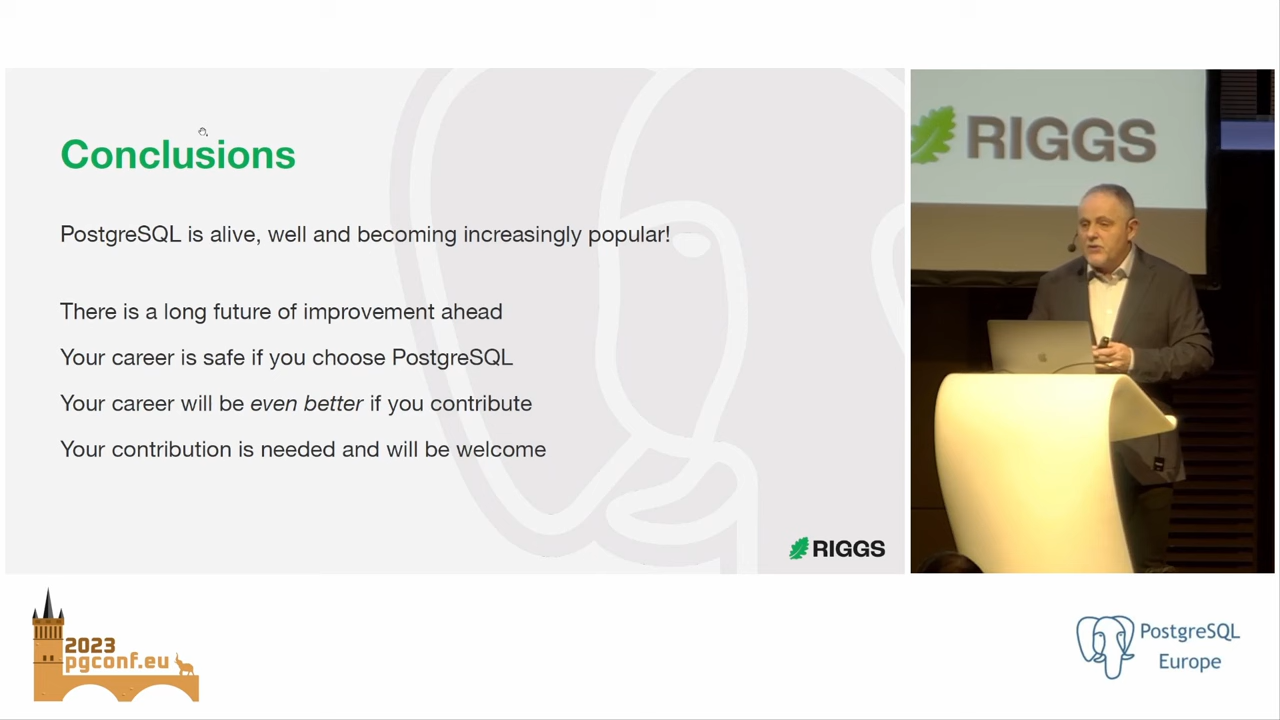 Conclusions
PostgreSQL is alive, well and becoming increasingly popular!
There is a long future of improvement ahead
Your career is safe if you choose PostgreSQL
Your career will be even better if you contribute
Your contribution is needed and will be welcome
RIGGS
RIGGS
2023
pgconf.eu
PostgreSQL
Europe